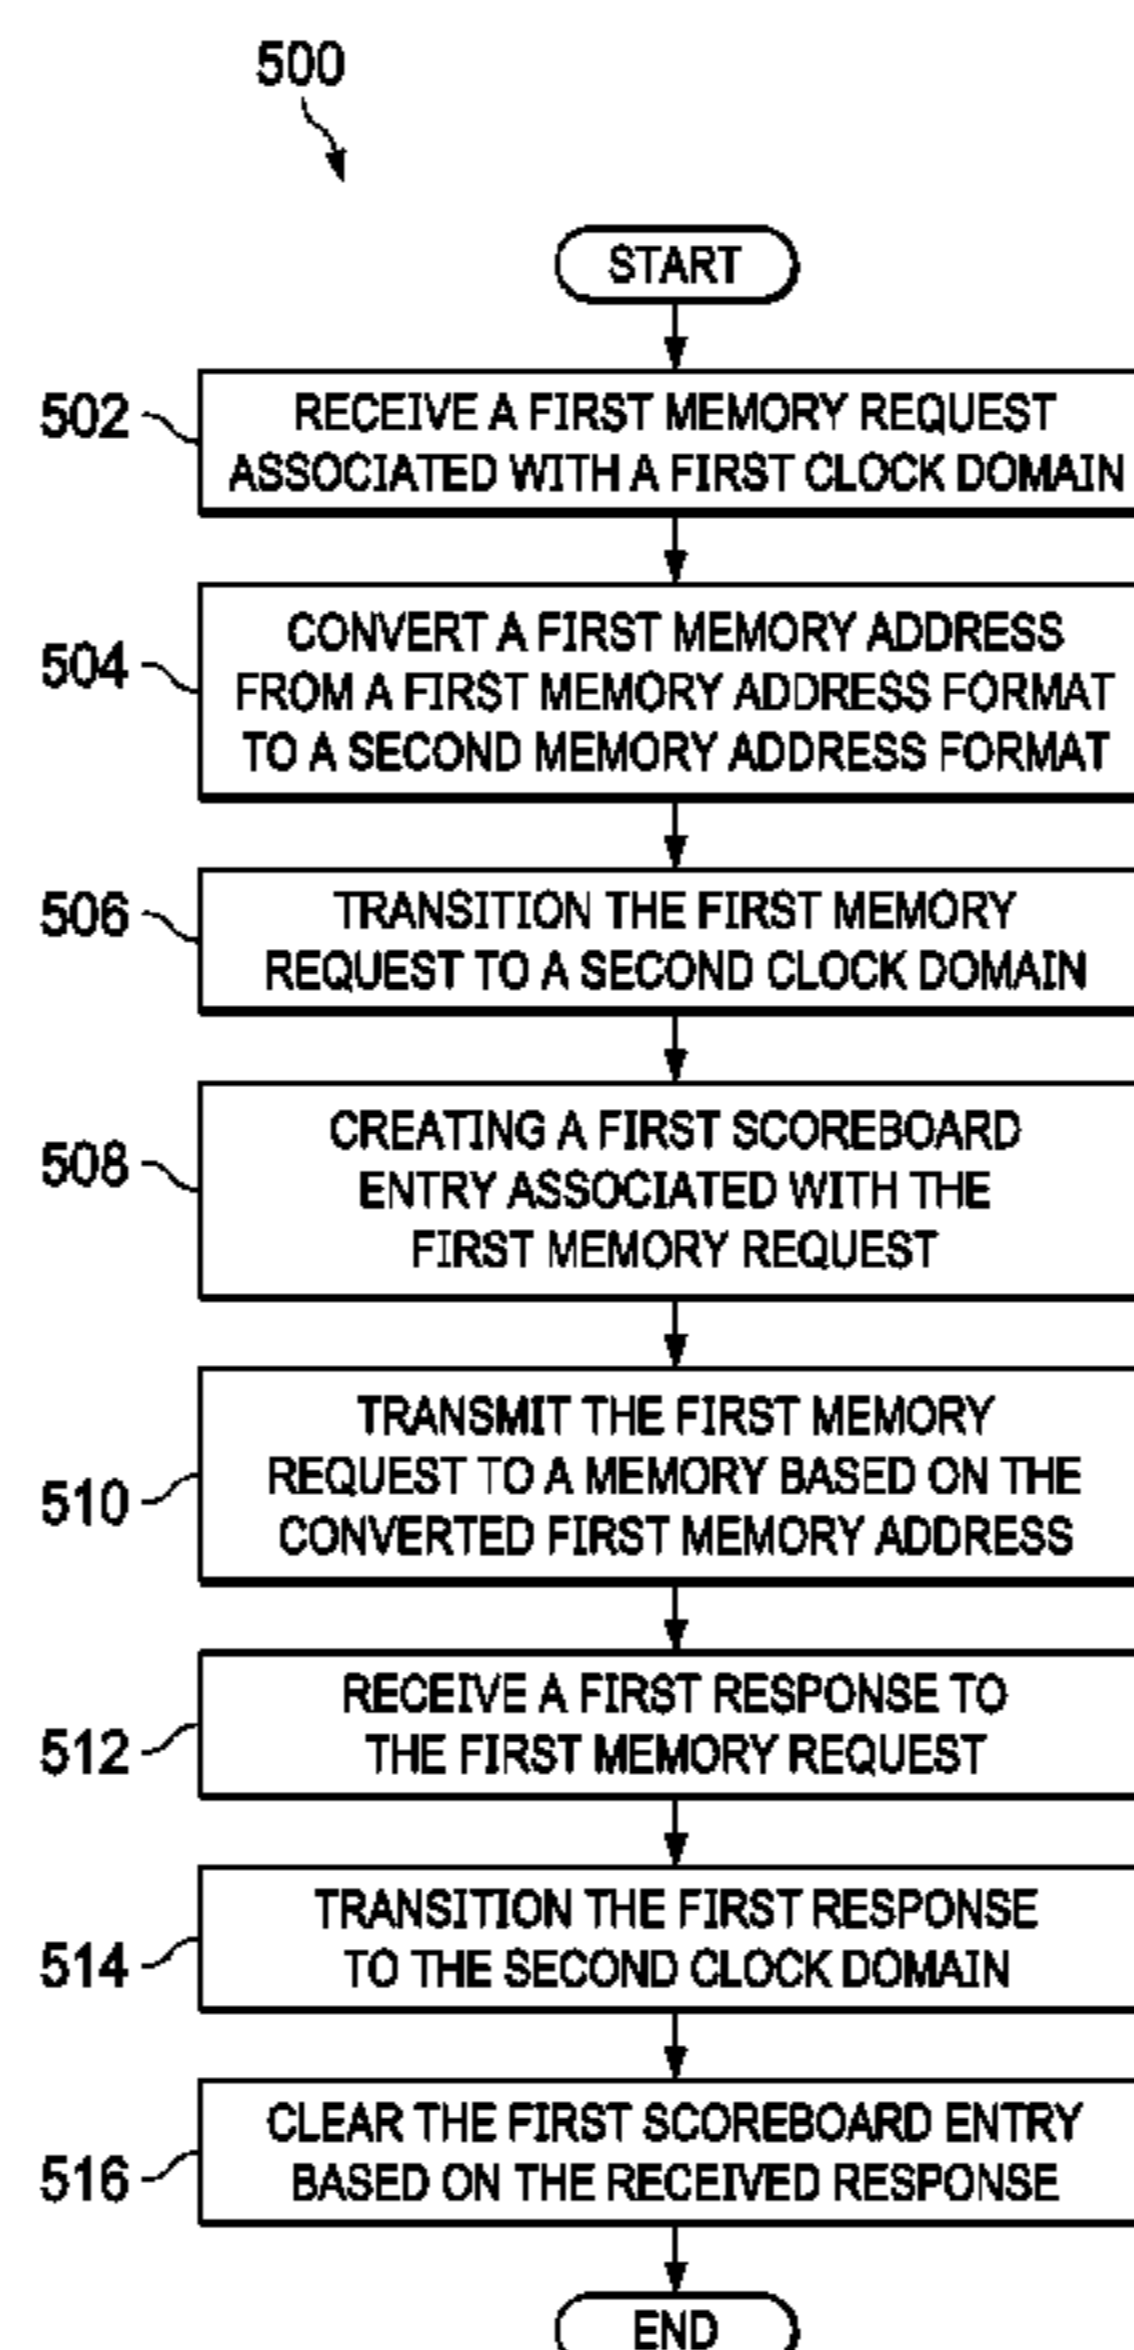 500
START
502
RECEIVE A FIRST MEMORY REQUEST
ASSOCIATED WITH A FIRST CLOCK DOMAIN
504
CONVERT A FIRST MEMORY ADDRESS
FROM A FIRST MEMORY ADDRESS FORMAT
TO A SECOND MEMORY ADDRESS FORMAT
506
TRANSITION THE FIRST MEMORY
REQUEST TO A SECOND CLOCK DOMAIN
508
CREATING A FIRST SCOREBOARD
ENTRY ASSOCIATED WITH THE
FIRST MEMORY REQUEST
510
TRANSMIT THE FIRST MEMORY
REQUEST TO A MEMORY BASED ON THE
CONVERTED FIRST MEMORY ADDRESS
512
RECEIVE A FIRST RESPONSE TO
THE FIRST MEMORY REQUEST
514
TRANSITION THE FIRST RESPONSE
TO THE SECOND CLOCK DOMAIN
516
CLEAR THE FIRST SCOREBOARD ENTRY
BASED ON THE RECEIVED RESPONSE
END